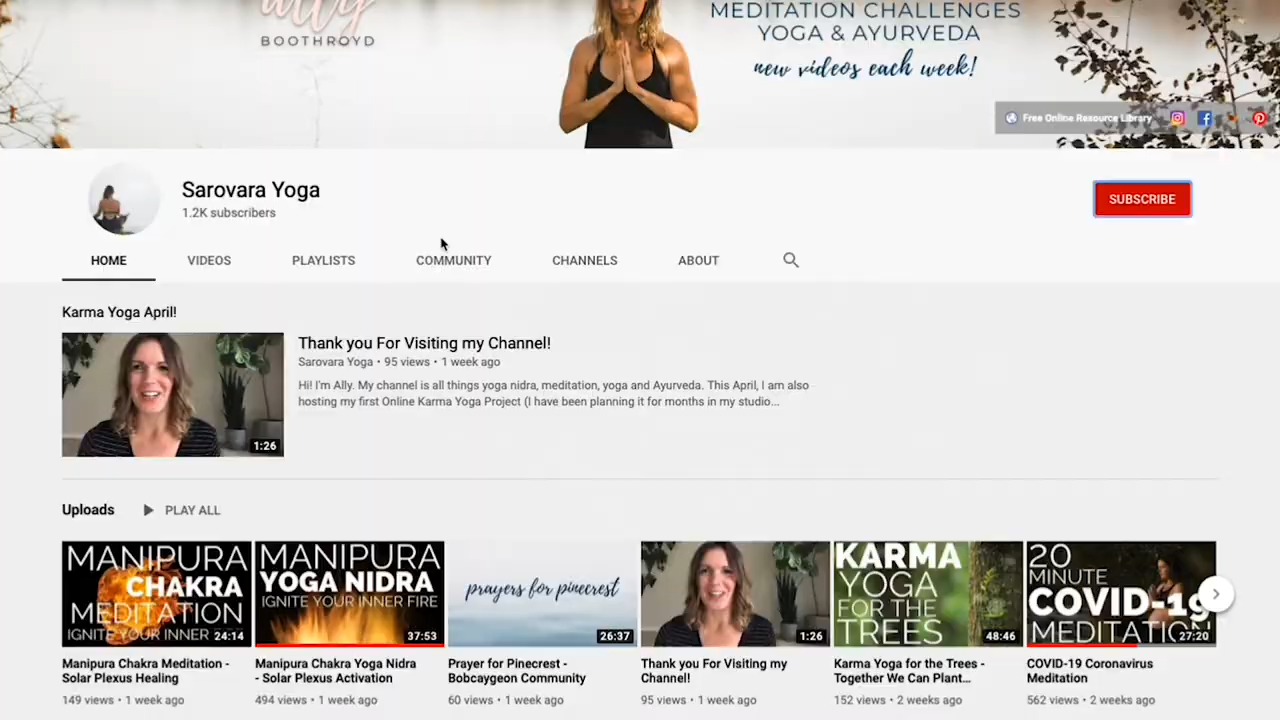 ally
BOOTHROYD
MEDITATION CHALLENGES
YOGA & AYURVEDA
new videos each week!
Free Online Resource Library
Sarovara Yoga
1.2K subscribers
SUBSCRIBE
HOME
VIDEOS
PLAYLISTS
COMMUNITY
CHANNELS
ABOUT
Karma Yoga April!
1:26
Thank you For Visiting my Channel!
Sarovara Yoga • 95 views • 1 week ago
Hi! I'm Ally. My channel is all things yoga nidra, meditation, yoga and Ayurveda. This April, I am also
hosting my first Online Karma Yoga Project (I have been planning it for months in my studio...
Uploads
PLAY ALL
MANIPURA
CHAKRA
MEDITATION
IGNITE YOUR INNER
24:14
Manipura Chakra Meditation -
Solar Plexus Healing
149 views • 1 week ago
MANIPURA
YOGA NIDRA
IGNITE YOUR INNER FIRE
37:53
Manipura Chakra Yoga Nidra
- Solar Plexus Activation
494 views • 1 week ago
prayers for pinecrest
26:37
Prayer for Pinecrest -
Bobcaygeon Community
60 views • 1 week ago
1:26
Thank you For Visiting my
Channel!
95 views • 1 week ago
KARMA
YOGA
FOR THE
TREES
48:46
Karma Yoga for the Trees -
Together We Can Plant...
152 views • 2 weeks ago
20
MINUTE
COVID-19
MEDITATION
27:20
COVID-19 Coronavirus
Meditation
562 views • 2 weeks ago